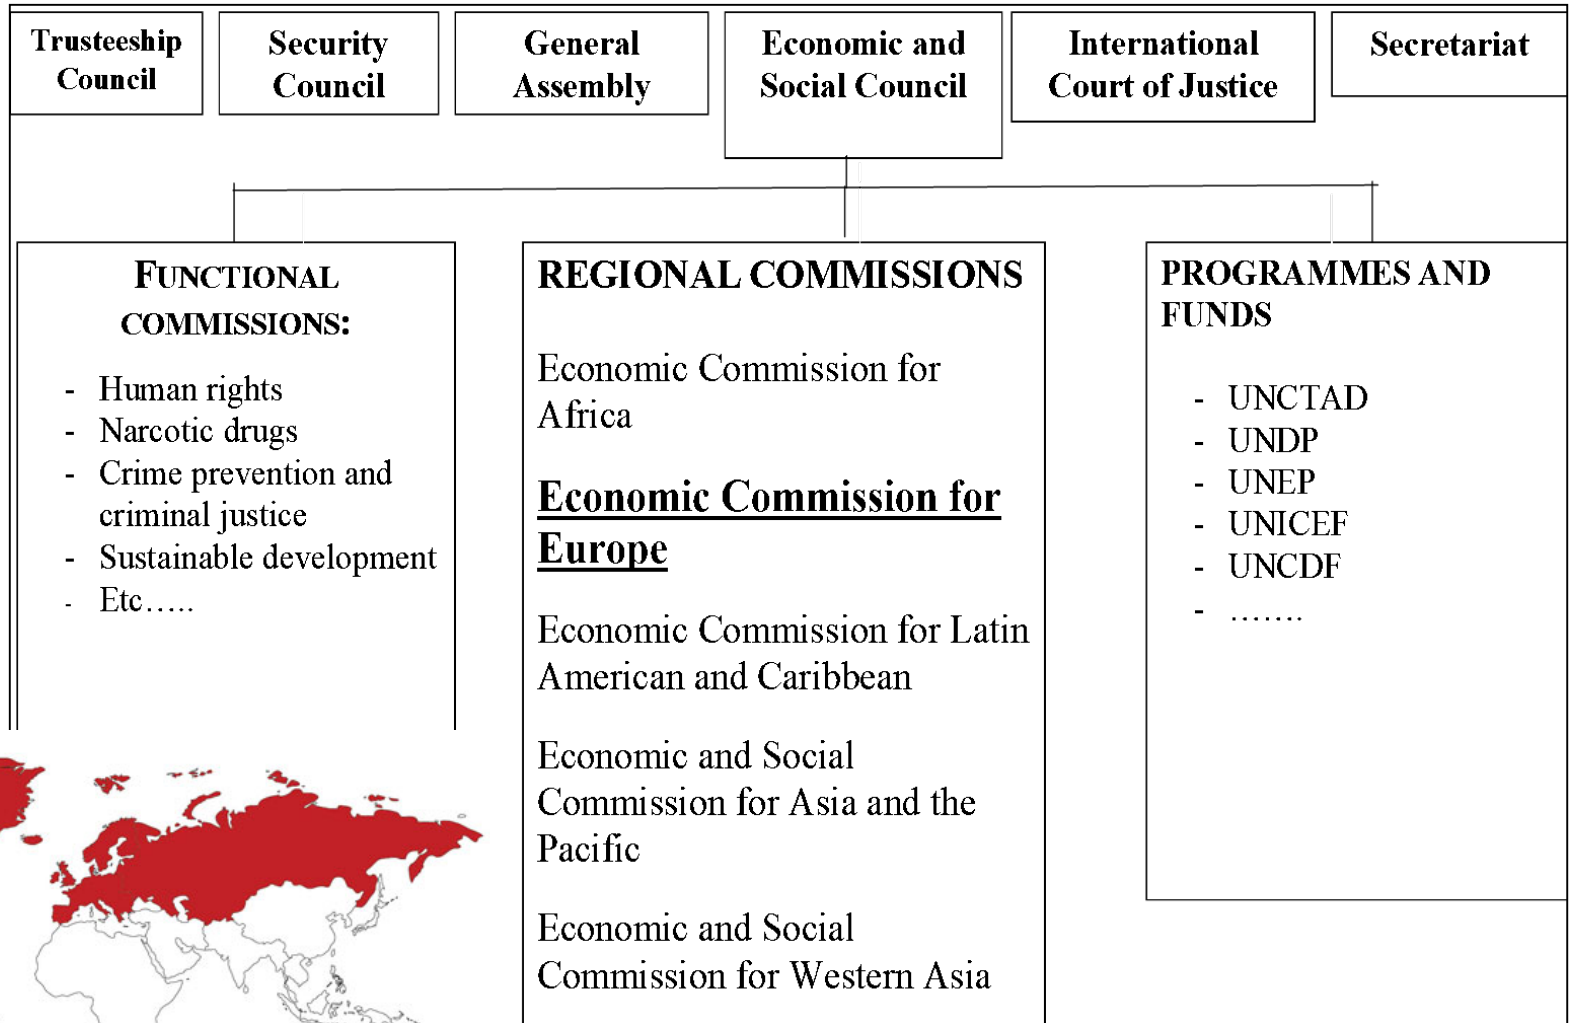 Trusteeship
Council
Security
Council
General
Assembly
Economic and
Social Council
International
Court of Justice
Secretariat
FUNCTIONAL
COMMISSIONS:
- Human rights
- Narcotic drugs
- Crime prevention and
criminal justice
- Sustainable development
- Etc.....
REGIONAL COMMISSIONS
Economic Commission for
Africa
Economic Commission for
Europe
Economic Commission for Latin
American and Caribbean
Economic and Social
Commission for Asia and the
Pacific
Economic and Social
Commission for Western Asia
PROGRAMMES AND
FUNDS
- UNCTAD
- UNDP
- UNEP
- UNICEF
- UNCDF
- .......